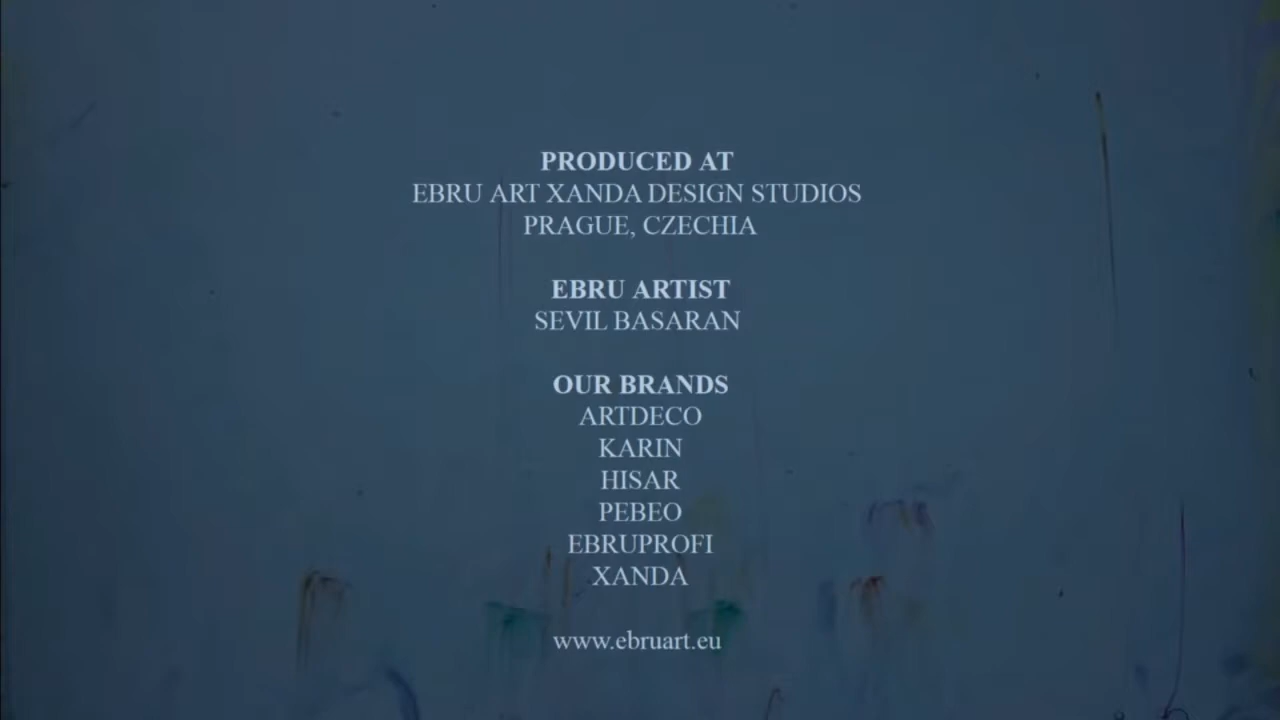 PRODUCED AT
EBRU ART XANDA DESIGN STUDIOS
PRAGUE, CZECHIA
EBRU ARTIST
SEVIL BASARAN
OUR BRANDS
ARTDECO
KARIN
HISAR
PEBEO
EBRUPROFI
XANDA
www.ebruart.eu